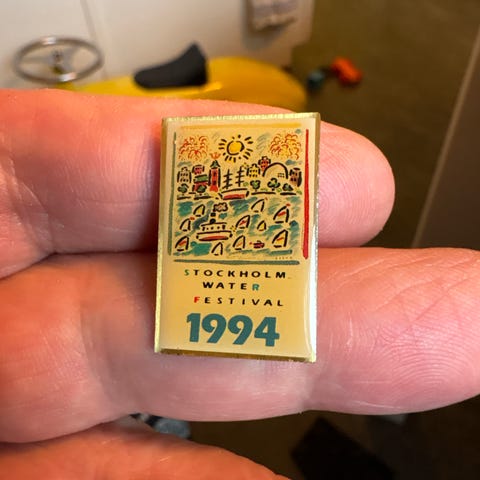 STOCKHOLM
WATER
FESTIVAL
1994